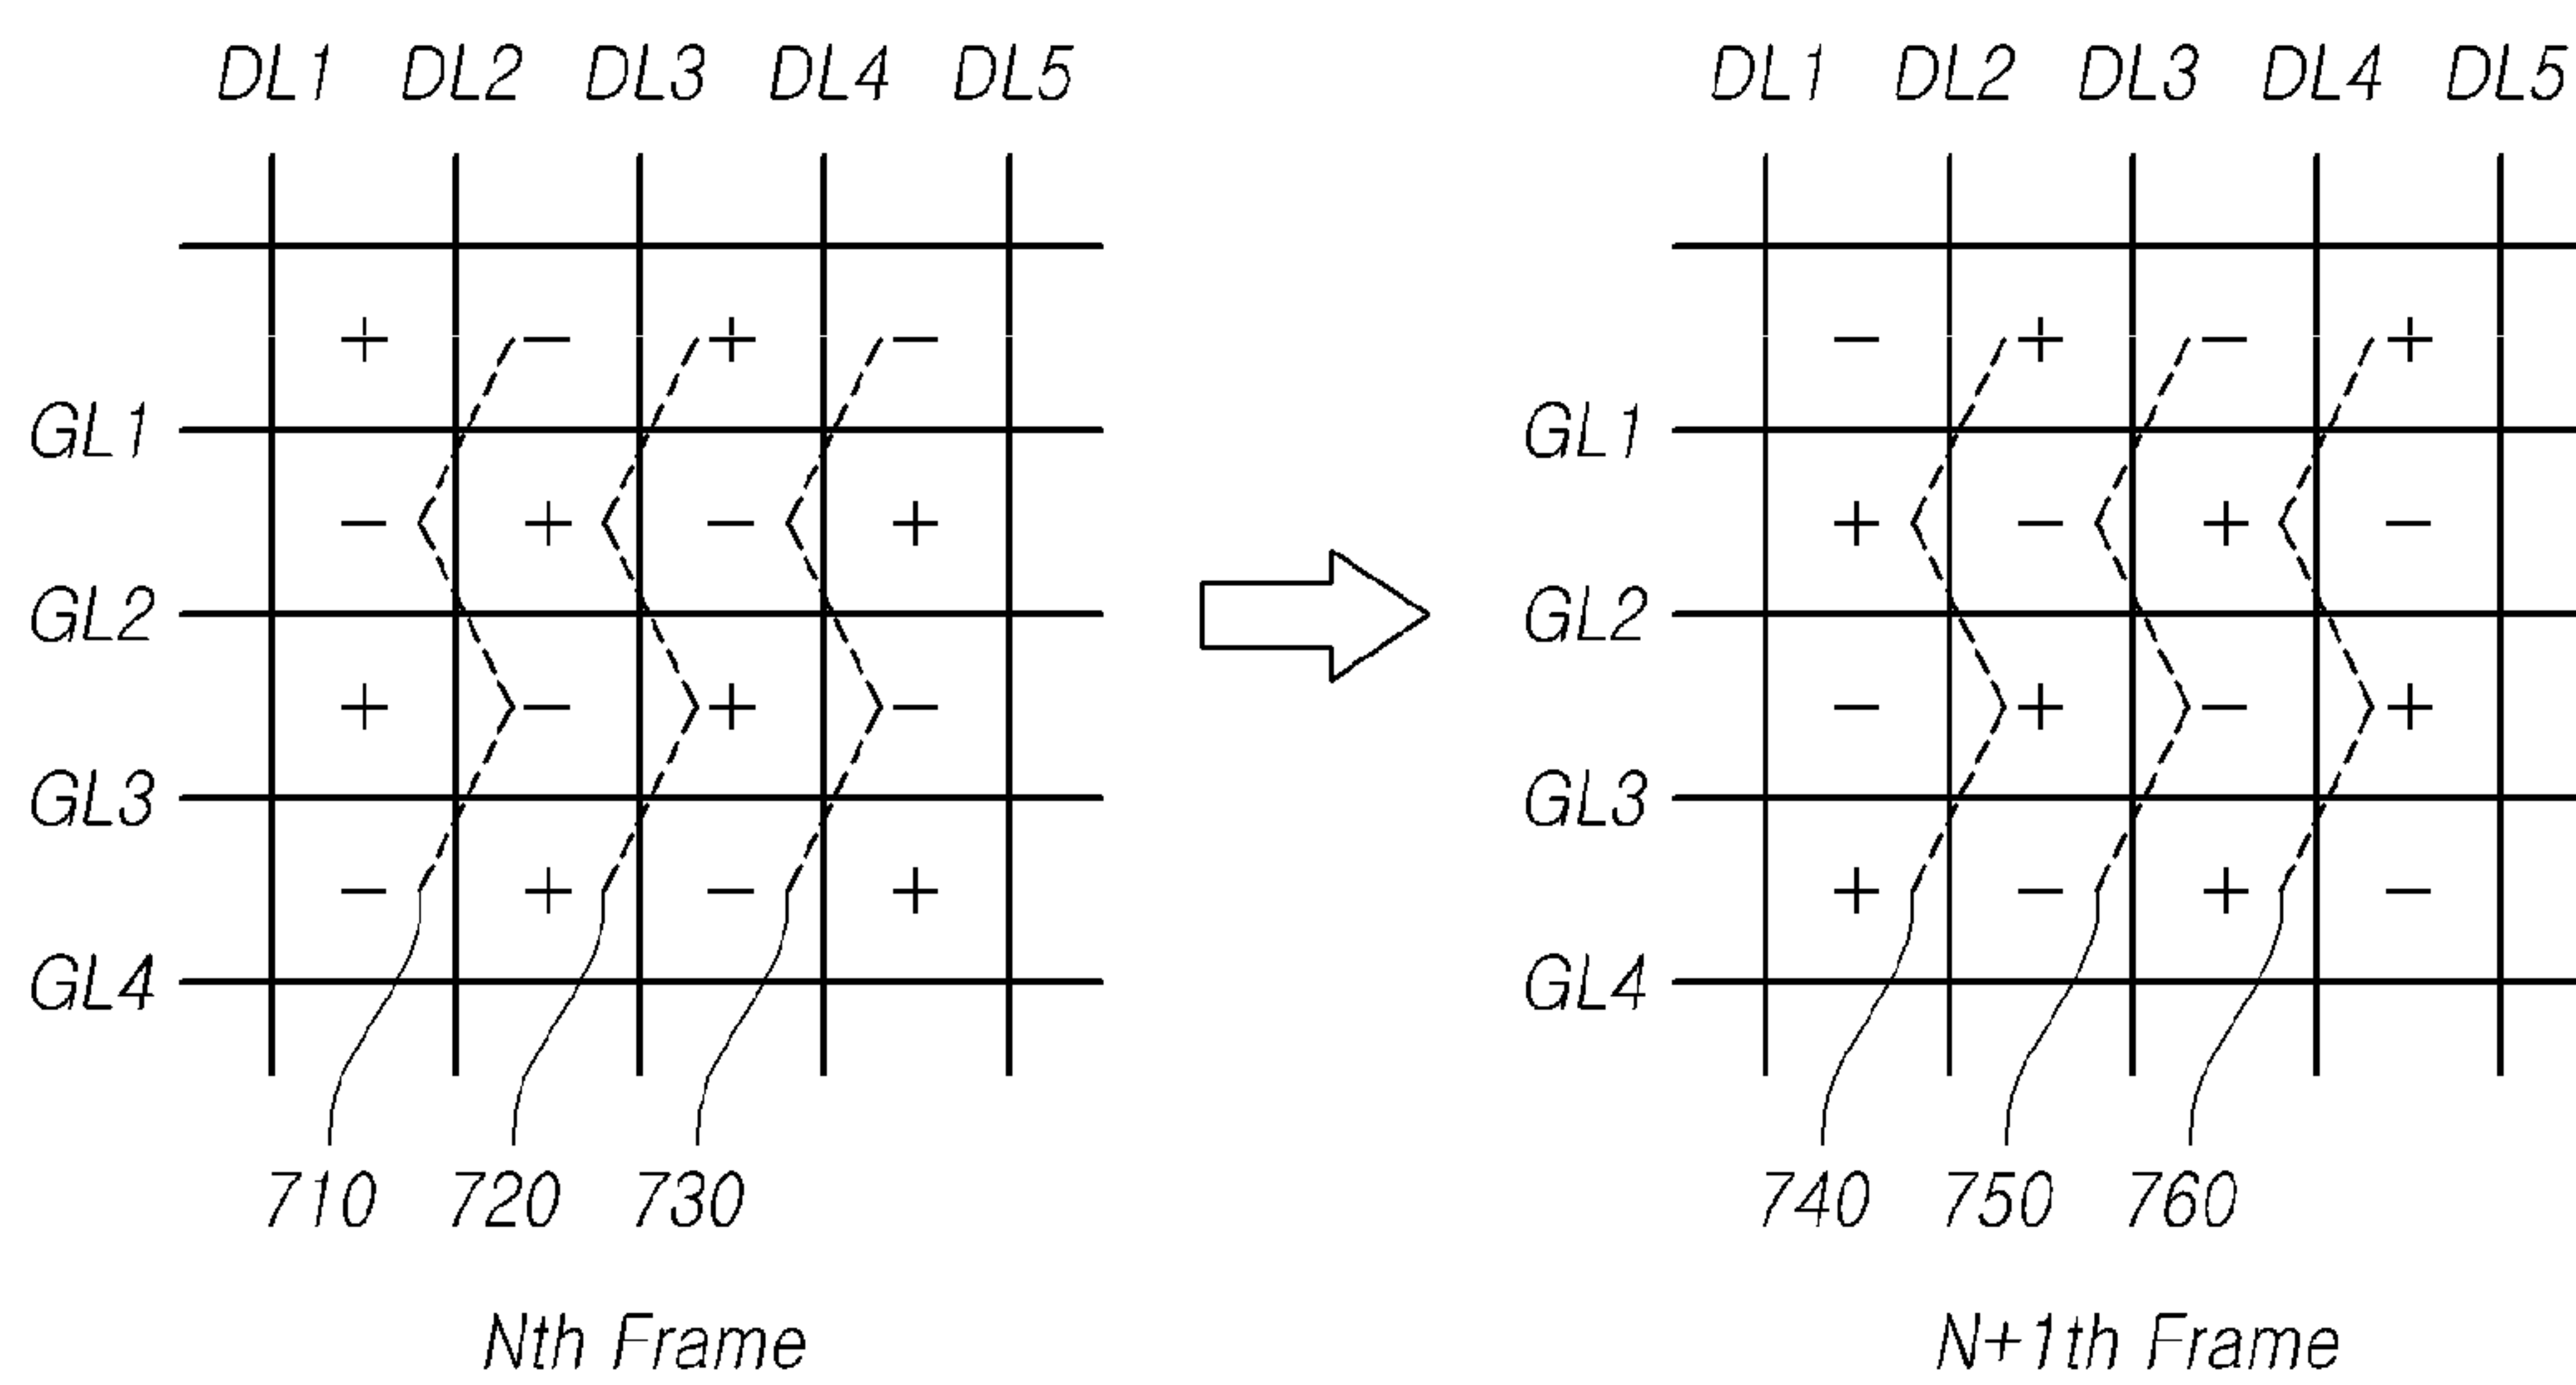 DL1 DL2 DL3 DL4 DL5
+ − + −
GL1
− + − +
GL2
+ − + −
GL3
− + − +
GL4
710 720 730
Nth Frame
DL1 DL2 DL3 DL4 DL5
− + − +
GL1
+ − + −
GL2
− + − +
GL3
+ − + −
GL4
740 750 760
N+1th Frame